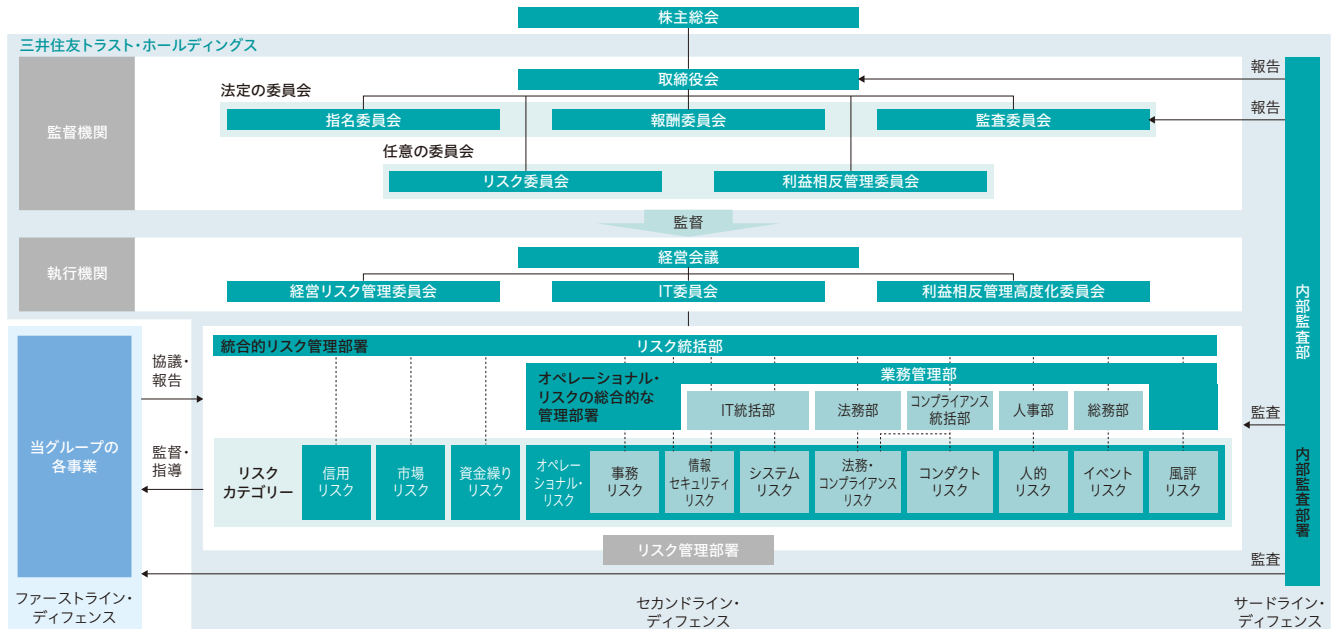 株主総会
三井住友トラスト・ホールディングス
監督機関
取締役会
報告
法定の委員会
指名委員会
報酬委員会
監査委員会
報告
任意の委員会
リスク委員会
利益相反管理委員会
監督
執行機関
経営会議
経営リスク管理委員会
IT委員会
利益相反管理高度化委員会
内部監査部
内部監査部署
当グループの
各事業
協議・
報告
監督・
指導
統合的リスク管理部署
リスク統括部
オペレーショナル・
リスクの総合的な
管理部署
業務管理部
IT統括部
法務部
コンプライアンス
統括部
人事部
総務部
監査
リスク
カテゴリー
信用
リスク
市場
リスク
資金繰り
リスク
オペレー
ショナル・
リスク
事務
リスク
情報
セキュリティ
リスク
システム
リスク
法務・
コンプライアンス
リスク
コンダクト
リスク
人的
リスク
イベント
リスク
風評
リスク
リスク管理部署
監査
ファーストライン・
ディフェンス
セカンドライン・
ディフェンス
サードライン・
ディフェンス